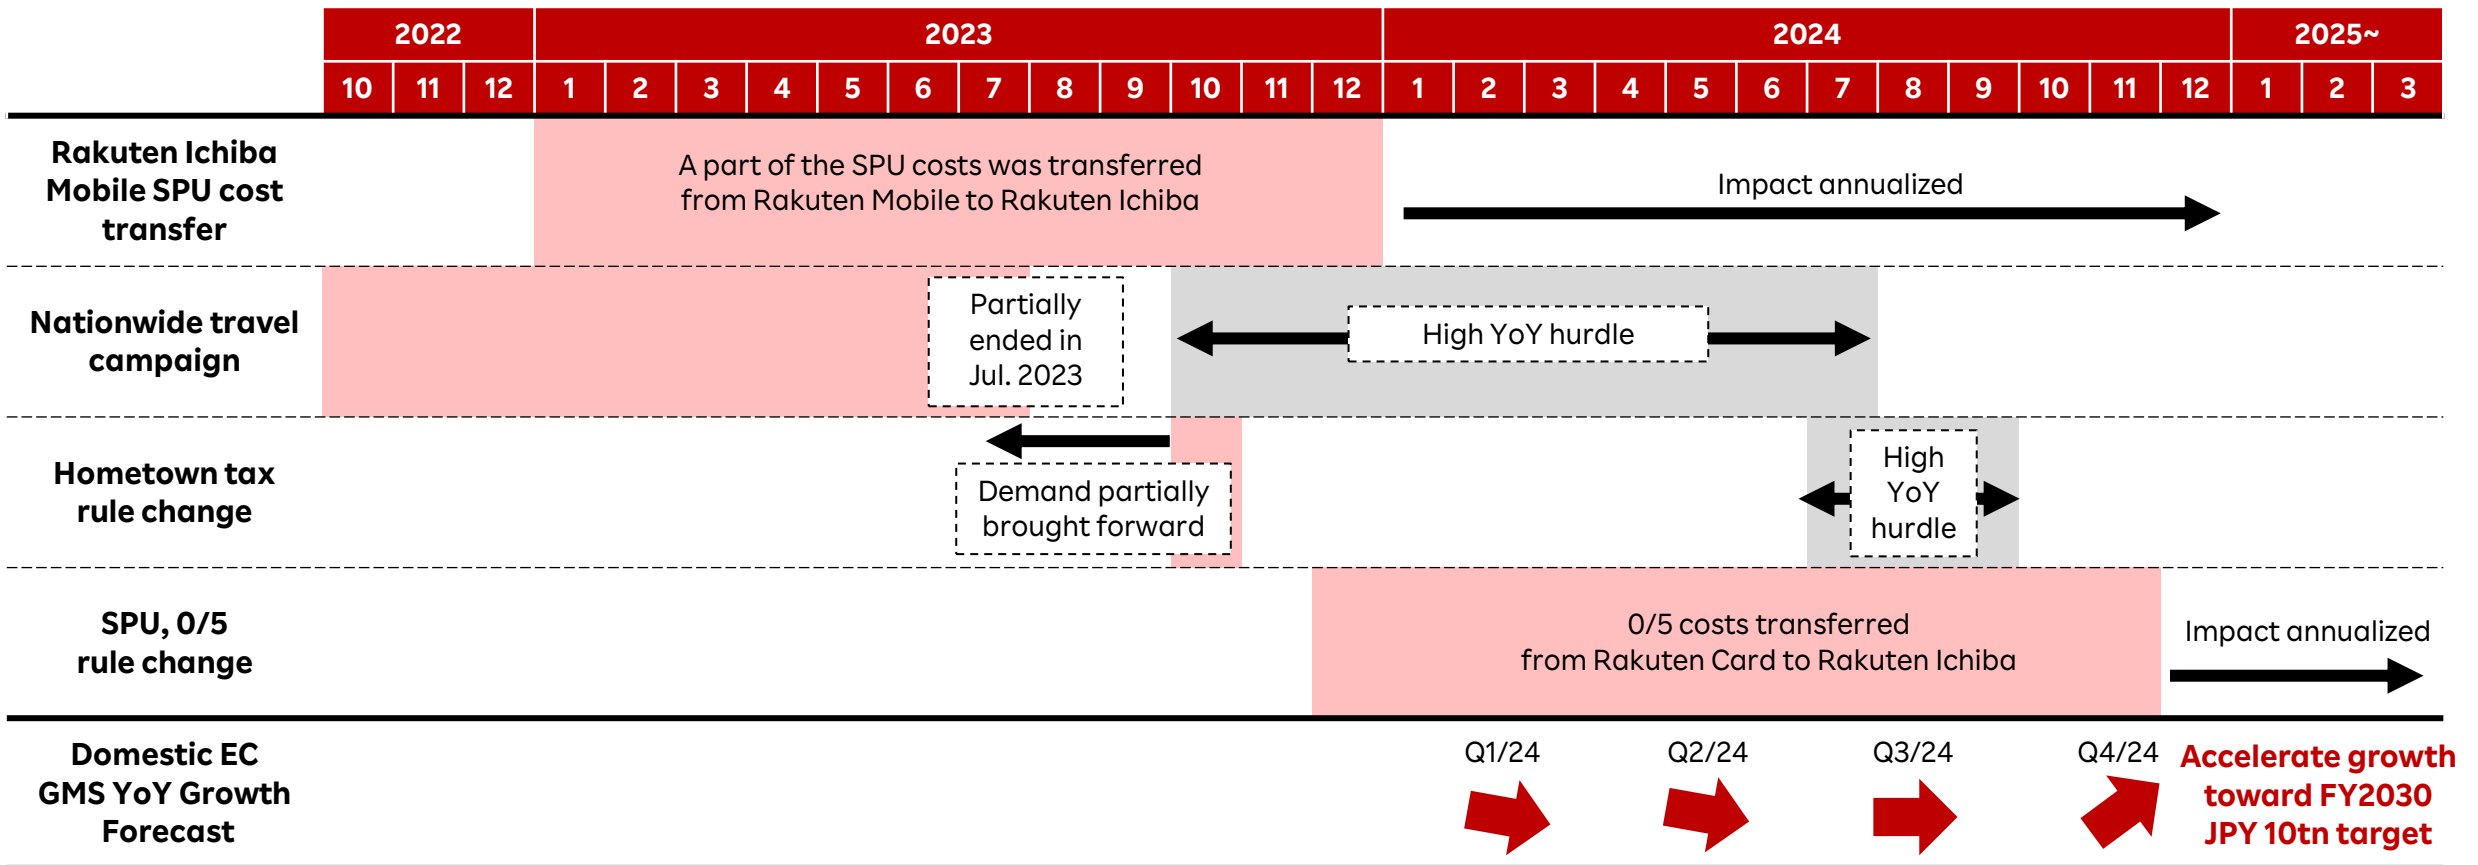 2022 2023 2024 2025~
10 11 12 1 2 3 4 5 6 7 8 9 10 11 12 1 2 3 4 5 6 7 8 9 10 11 12 1 2 3
Rakuten Ichiba
Mobile SPU cost
transfer
A part of the SPU costs was transferred
from Rakuten Mobile to Rakuten Ichiba
Impact annualized
Nationwide travel
campaign
Partially
ended in
Jul. 2023
High YoY hurdle
Hometown tax
rule change
Demand partially
brought forward
High
YoY
hurdle
SPU, 0/5
rule change
0/5 costs transferred
from Rakuten Card to Rakuten Ichiba
Impact annualized
Domestic EC
GMS YoY Growth
Forecast
Q1/24 Q2/24 Q3/24 Q4/24
Accelerate growth
toward FY2030
JPY 10tn target